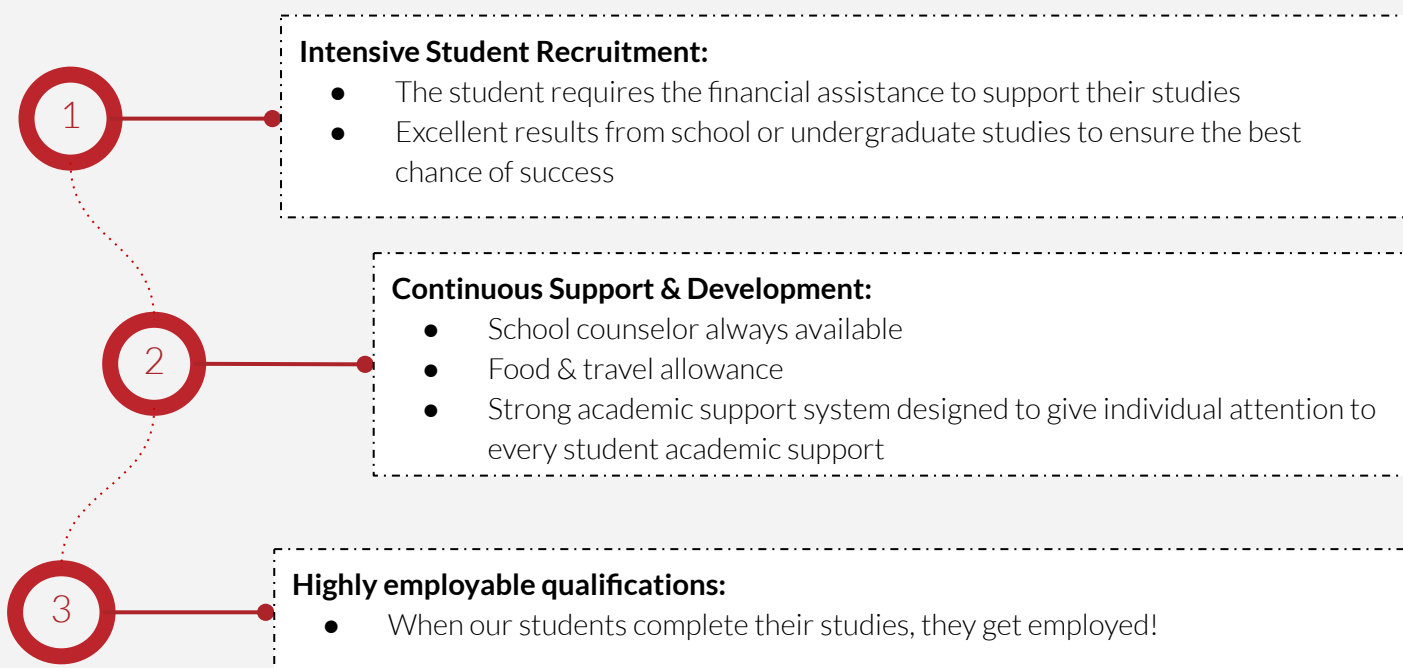 1
Intensive Student Recruitment:
● The student requires the financial assistance to support their studies
● Excellent results from school or undergraduate studies to ensure the best
chance of success
2
Continuous Support & Development:
● School counselor always available
● Food & travel allowance
● Strong academic support system designed to give individual attention to
every student academic support
3
Highly employable qualifications:
● When our students complete their studies, they get employed!